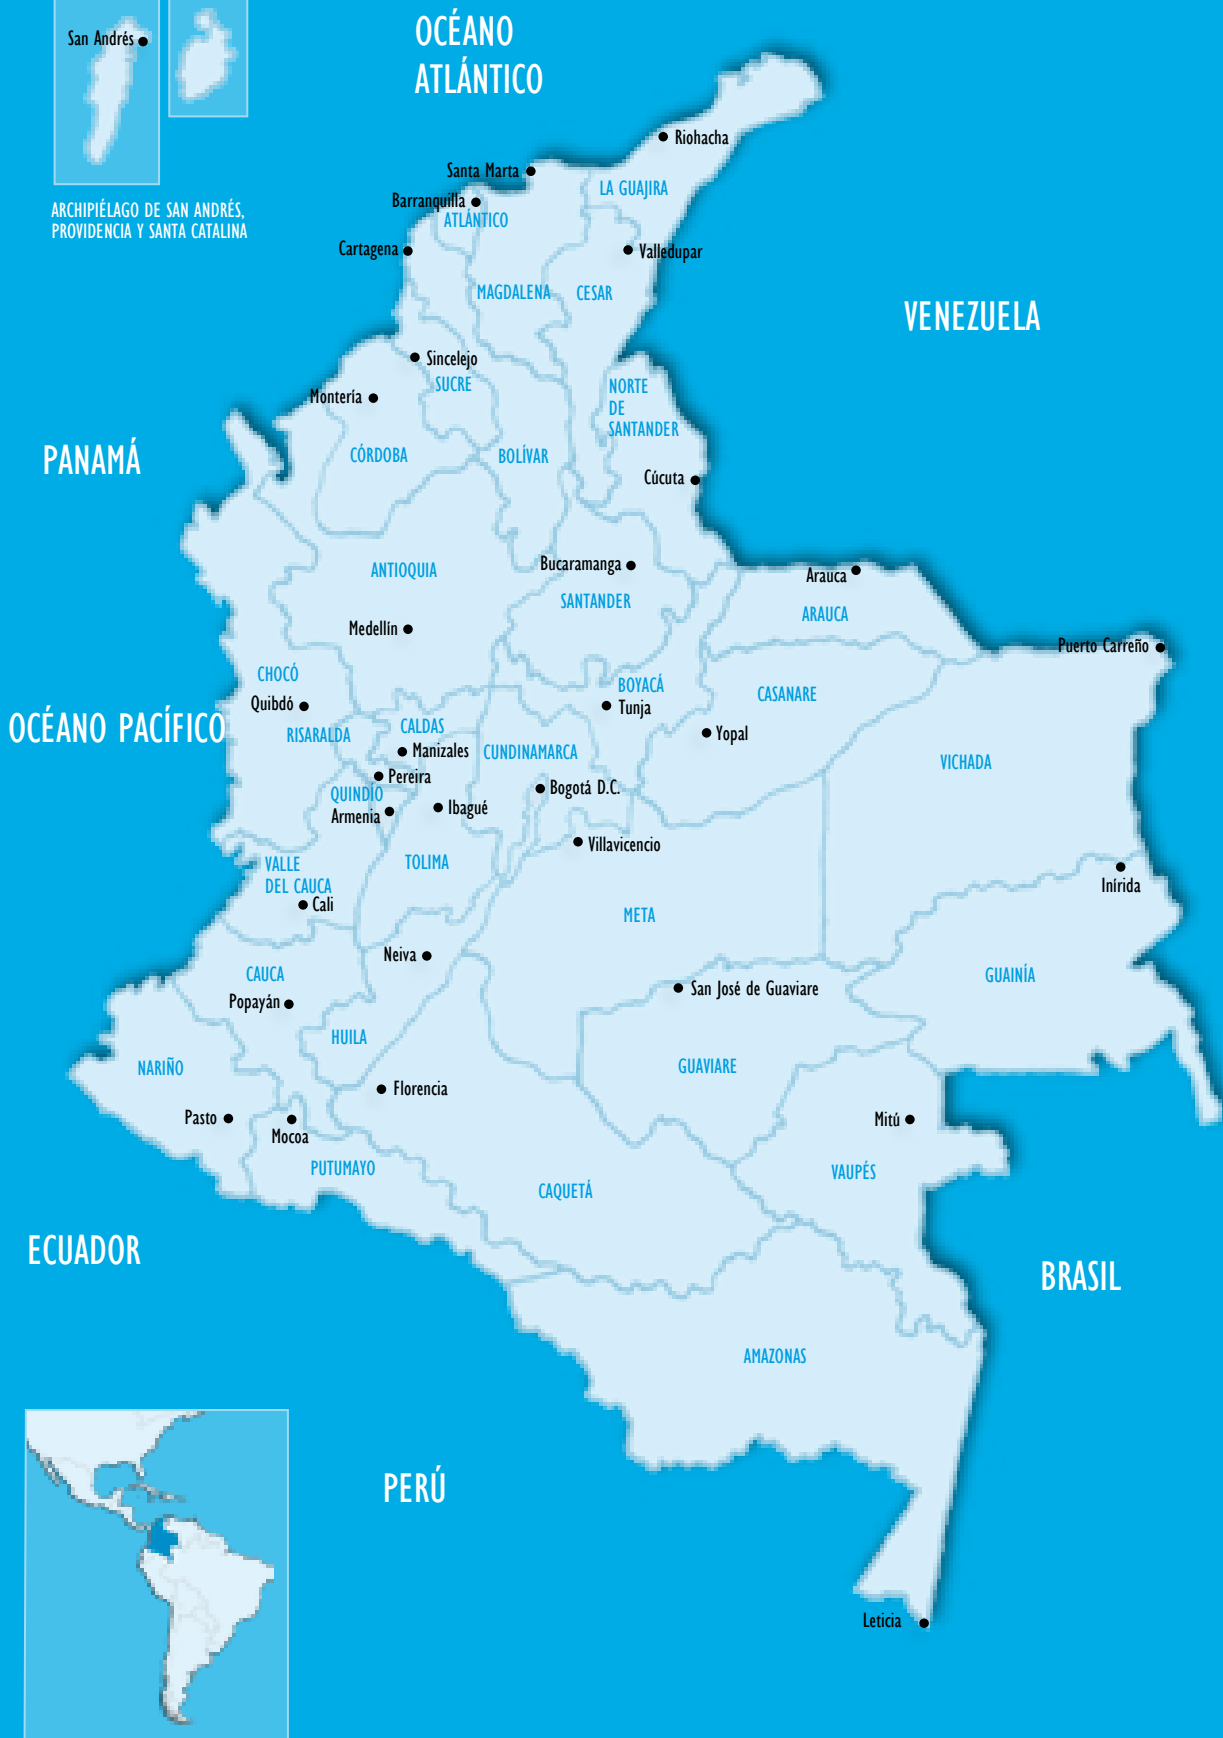 San Andrés
ARCHIPIÉLAGO DE SAN ANDRÉS,
PROVIDENCIA Y SANTA CATALINA
OCÉANO
ATLÁNTICO
Riohacha
Santa Marta
LA GUAJIRA
Barranquilla
ATLÁNTICO
Cartagena
Valledupar
MAGDALENA
CESAR
VENEZUELA
Sincelejo
SUCRE
NORTE
DE
SANTANDER
Montería
PANAMÁ
CÓRDOBA
BOLÍVAR
Cúcuta
ANTIOQUIA
Bucaramanga
Arauca
SANTANDER
ARAUCA
Medellín
Puerto Carreño
CHOCÓ
BOYACÁ
CASANARE
Quibdó
Tunja
OCÉANO PACÍFICO
RISARALDA
CALDAS
Yopal
Manizales
CUNDINAMARCA
VICHADA
Pereira
QUINDÍO
Bogotá D.C.
Armenia
Ibagué
Villavicencio
VALLE
DEL CAUCA
TOLIMA
Inírida
Cali
META
Neiva
CAUCA
GUAINÍA
Popayán
San José de Guaviare
HUILA
NARIÑO
GUAVIARE
Florencia
Pasto
Mocoa
Mitú
PUTUMAYO
VAUPÉS
CAQUETÁ
ECUADOR
BRASIL
AMAZONAS
PERÚ
Leticia